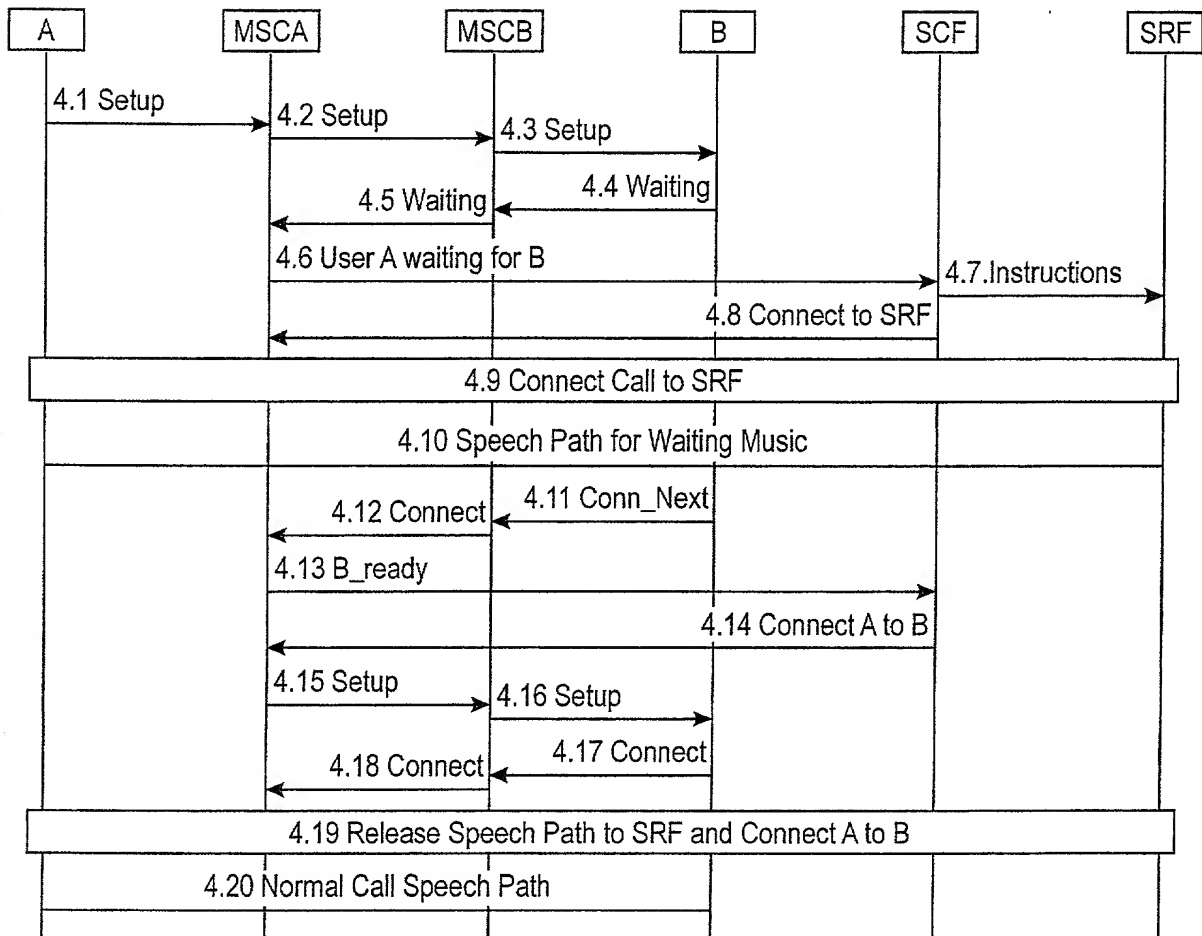 A
MSCA
MSCB
B
SCF
SRF
4.1 Setup
4.2 Setup
4.3 Setup
4.4 Waiting
4.5 Waiting
4.6 User A waiting for B
4.7.Instructions
4.8 Connect to SRF
4.9 Connect Call to SRF
4.10 Speech Path for Waiting Music
4.11 Conn_Next
4.12 Connect
4.13 B_ready
4.14 Connect A to B
4.15 Setup
4.16 Setup
4.17 Connect
4.18 Connect
4.19 Release Speech Path to SRF and Connect A to B
4.20 Normal Call Speech Path